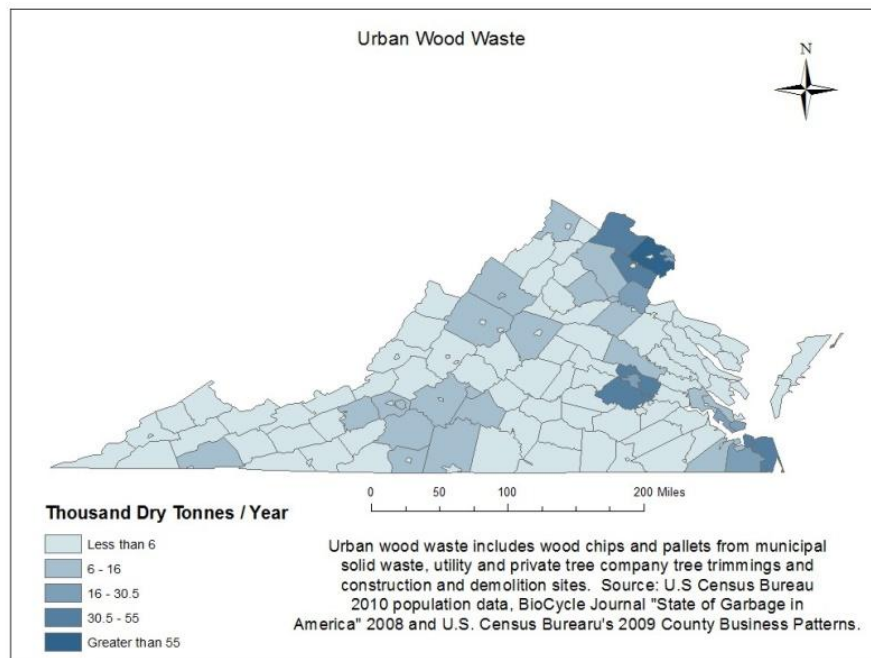 Urban Wood Waste
N
0 50 100 200 Miles
Thousand Dry Tonnes / Year
Less than 6
6 - 16
16 - 30.5
30.5 - 55
Greater than 55
Urban wood waste includes wood chips and pallets from municipal
solid waste, utility and private tree company tree trimmings and
construction and demolition sites. Source: U.S Census Bureau
2010 population data, BioCycle Journal "State of Garbage in
America" 2008 and U.S. Census Burearu's 2009 County Business Patterns.